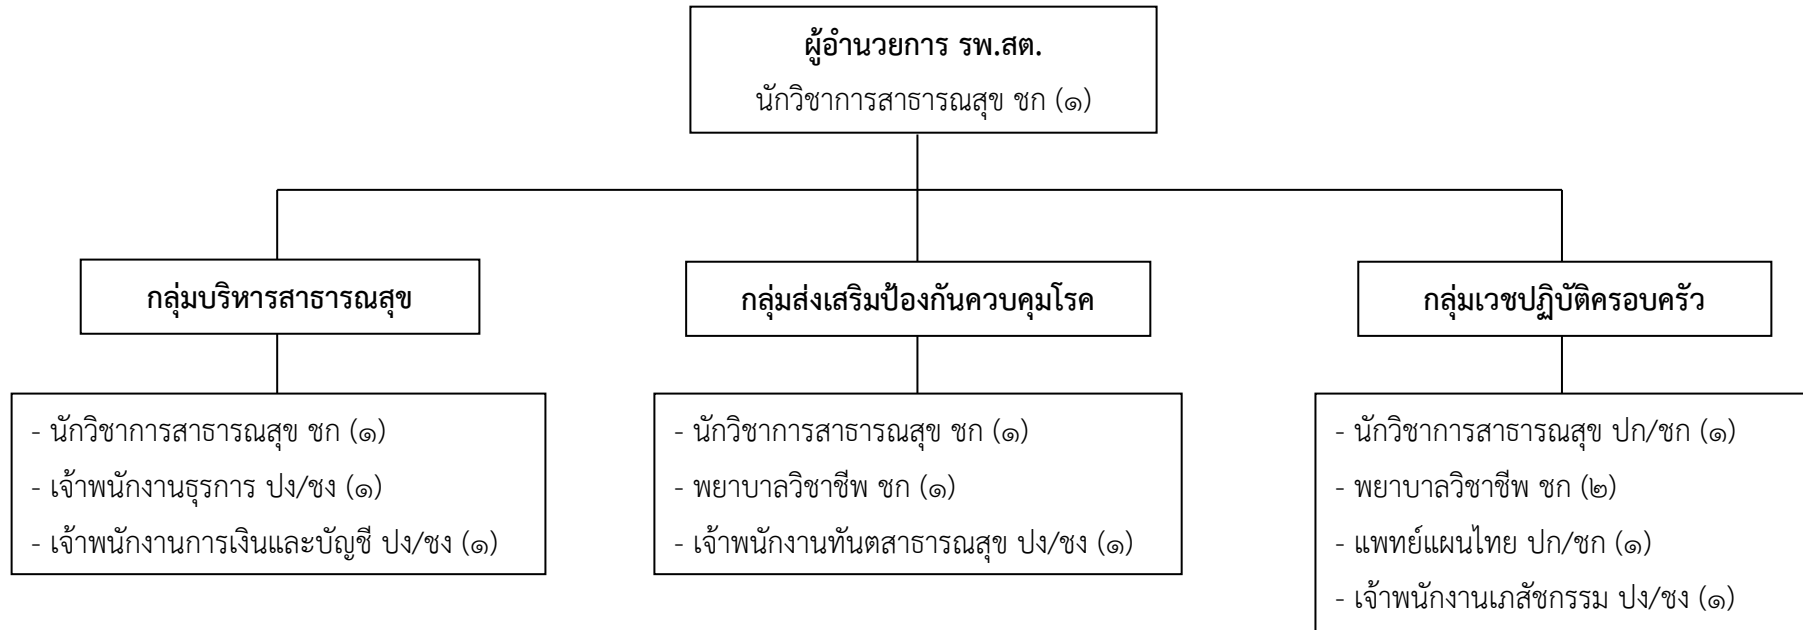 ผู้อำนวยการ รพ.สต.
นักวิชาการสาธารณสุข ชก (๑)
กลุ่มบริหารสาธารณสุข
- นักวิชาการสาธารณสุข ชก (๑)
- เจ้าพนักงานธุรการ ปง/ชง (๑)
- เจ้าพนักงานการเงินและบัญชี ปง/ชง (๑)
กลุ่มส่งเสริมป้องกันควบคุมโรค
- นักวิชาการสาธารณสุข ชก (๑)
- พยาบาลวิชาชีพ ชก (๑)
- เจ้าพนักงานทันตสาธารณสุข ปง/ชง (๑)
กลุ่มเวชปฏิบัติครอบครัว
- นักวิชาการสาธารณสุข ปก/ชก (๑)
- พยาบาลวิชาชีพ ชก (๒)
- แพทย์แผนไทย ปก/ชก (๑)
- เจ้าพนักงานเภสัชกรรม ปง/ชง (๑)